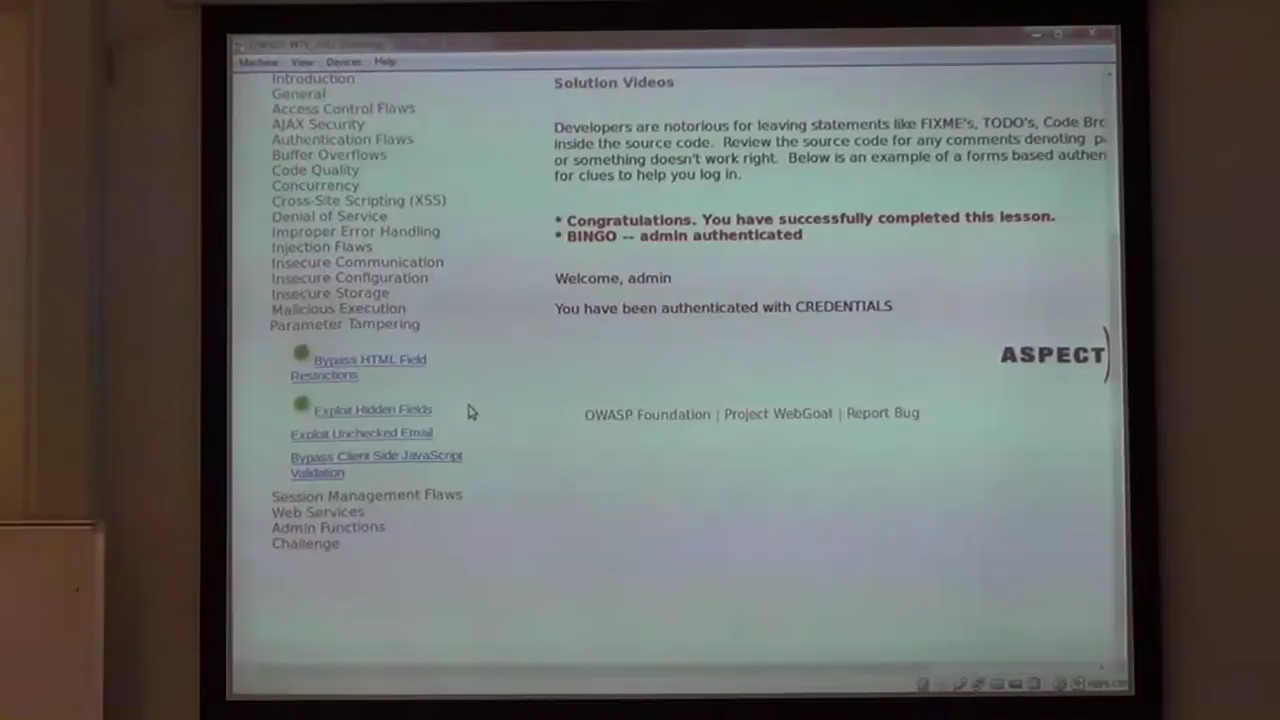 Machine View Devices Help
Introduction
General
Access Control Flaws
AJAX Security
Authentication Flaws
Buffer Overflows
Code Quality
Concurrency
Cross-Site Scripting (XSS)
Denial of Service
Improper Error Handling
Injection Flaws
Insecure Communication
Insecure Configuration
Insecure Storage
Malicious Execution
Parameter Tampering
Bypass HTML Field
Restrictions
Exploit Hidden Fields
Exploit Unchecked Email
Bypass Client Side JavaScript
Validation
Session Management Flaws
Web Services
Admin Functions
Challenge
Solution Videos
Developers are notorious for leaving statements like FIXME's, TODO's, Code Bro
inside the source code. Review the source code for any comments denoting p
or something doesn't work right. Below is an example of a forms based authen
for clues to help you log in.
* Congratulations. You have successfully completed this lesson.
* BINGO -- admin authenticated
Welcome, admin
You have been authenticated with CREDENTIALS
ASPECT)
OWASP Foundation | Project WebGoat | Report Bug